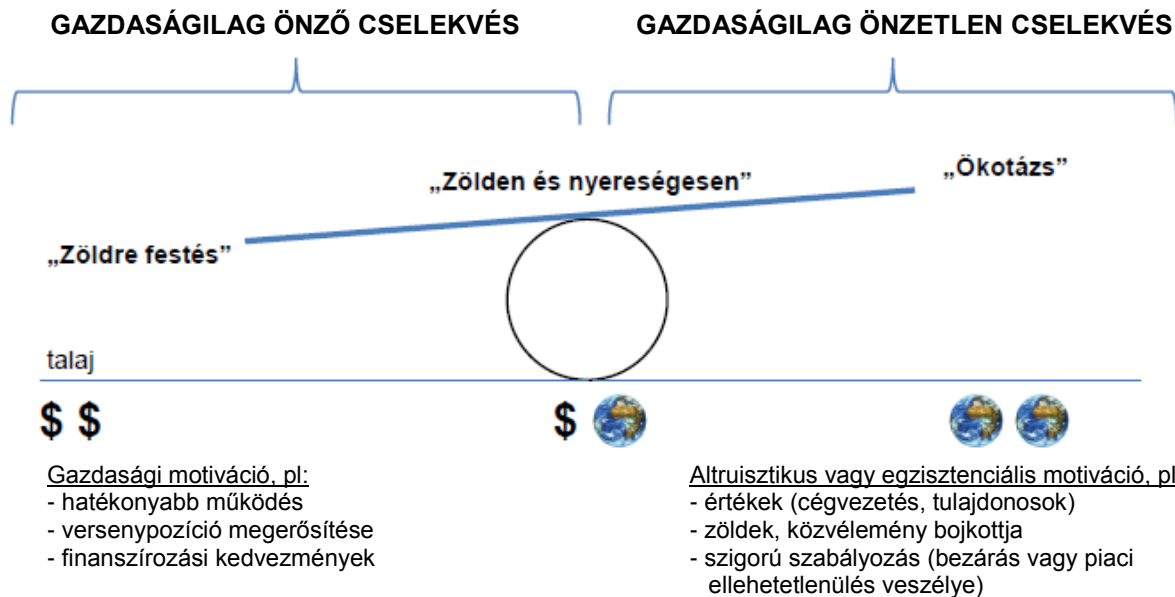 GAZDASÁGILAG ÖNZŐ CSELEKVÉS
GAZDASÁGILAG ÖNZETLEN CSELEKVÉS
„Ökotázs”
„Zölden és nyereségesen”
„Zöldre festés”
talaj
$ $
$
Gazdasági motiváció, pl:
- hatékonyabb működés
- versenypozíció megerősítése
- finanszírozási kedvezmények
Altruisztikus vagy egzisztenciális motiváció, pl
- értékek (cégvezetés, tulajdonosok)
- zöldek, közvélemény bojkottja
- szigorú szabályozás (bezárás vagy piaci
ellehetetlenülés veszélye)